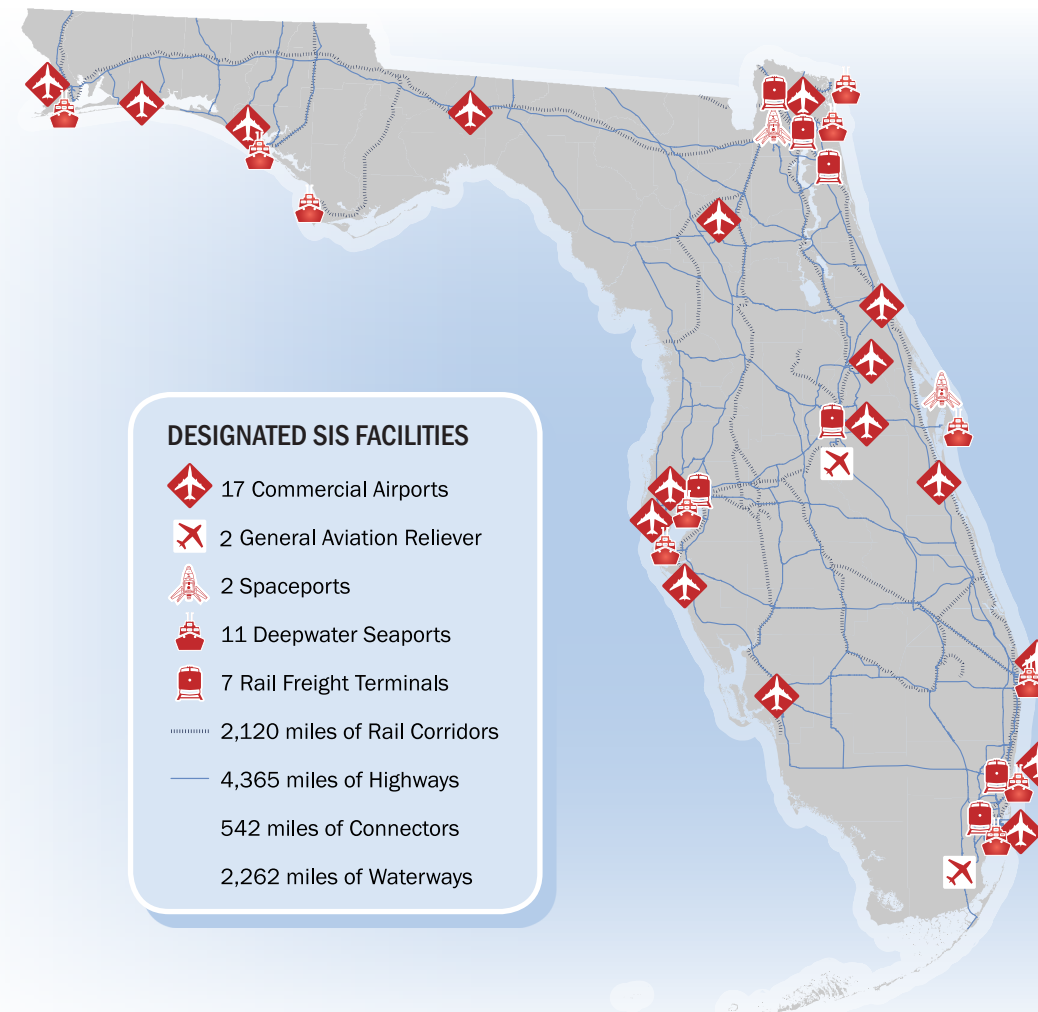 DESIGNATED SIS FACILITIES
17 Commercial Airports
2 General Aviation Reliever
2 Spaceports
11 Deepwater Seaports
7 Rail Freight Terminals
2,120 miles of Rail Corridors
4,365 miles of Highways
542 miles of Connectors
2,262 miles of Waterways